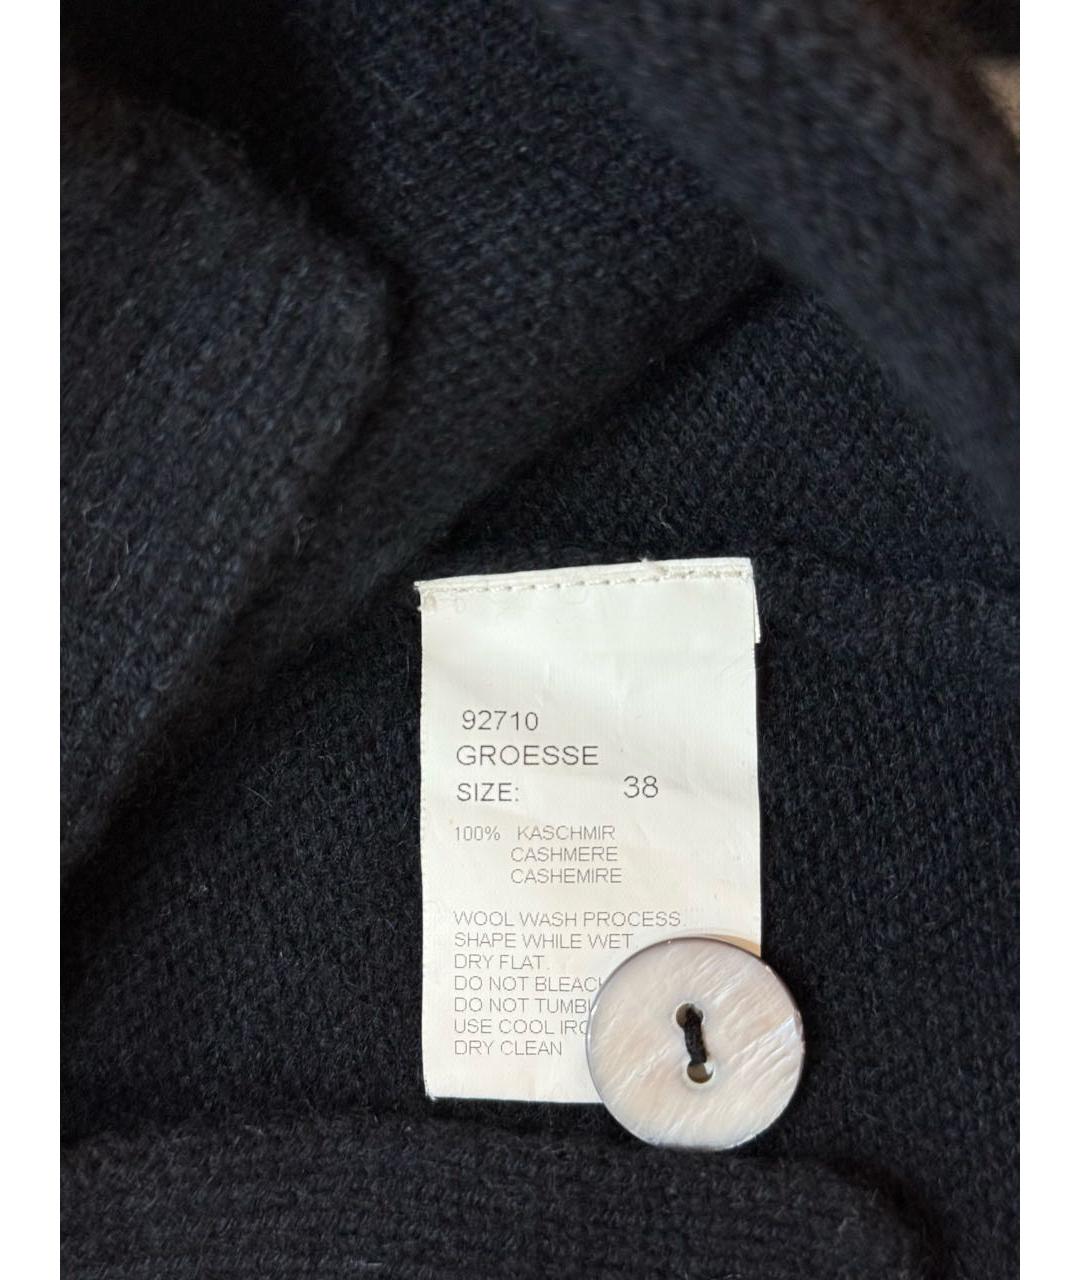 92710
GROESSE
SIZE: 38
100% KASCHMIR
CASHMERE
CASHEMIRE
WOOL WASH PROCESS.
SHAPE WHILE WET
DRY FLAT.
DO NOT
DO NOT
USE COOL
DRY CLEAN